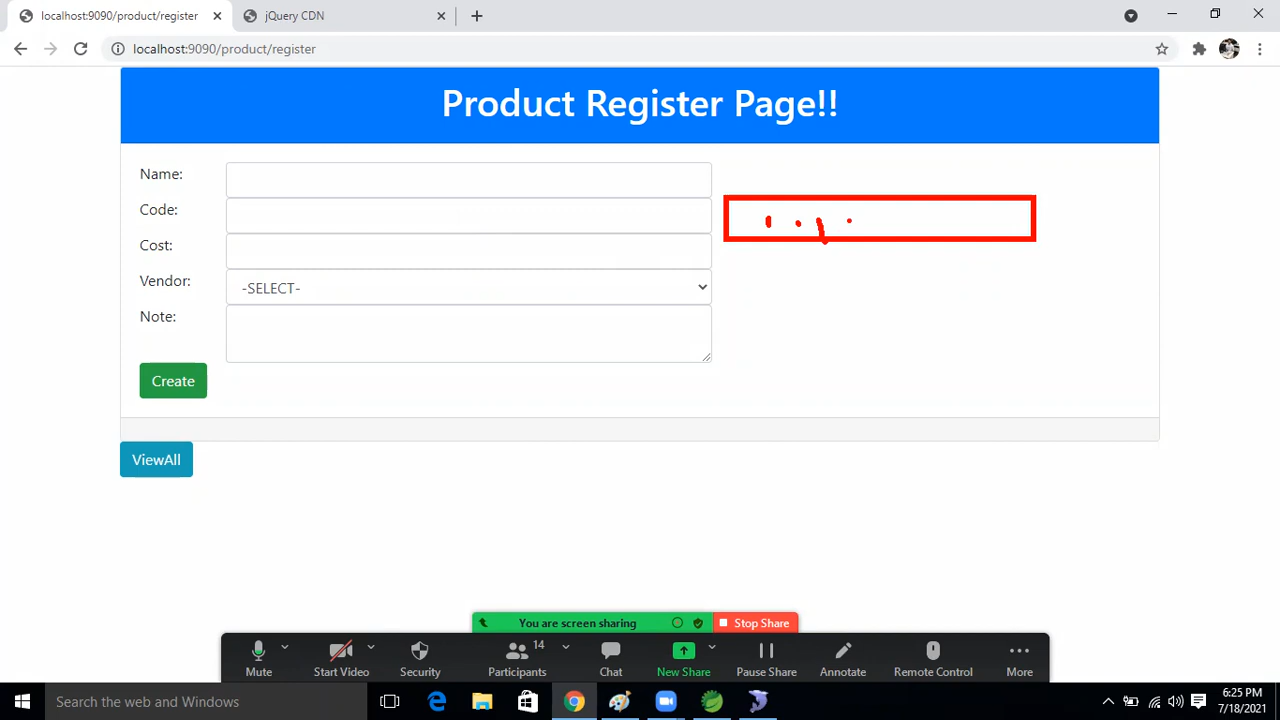 localhost:9090/product/register
jQuery CDN
localhost:9090/product/register
Product Register Page!!
Name:
Code:
Cost:
Vendor:
-SELECT-
Note:
Create
ViewAll
You are screen sharing
Stop Share
Mute
Start Video
Security
14
Participants
Chat
New Share
Pause Share
Annotate
Remote Control
More
Search the web and Windows
6:25 PM
7/18/2021